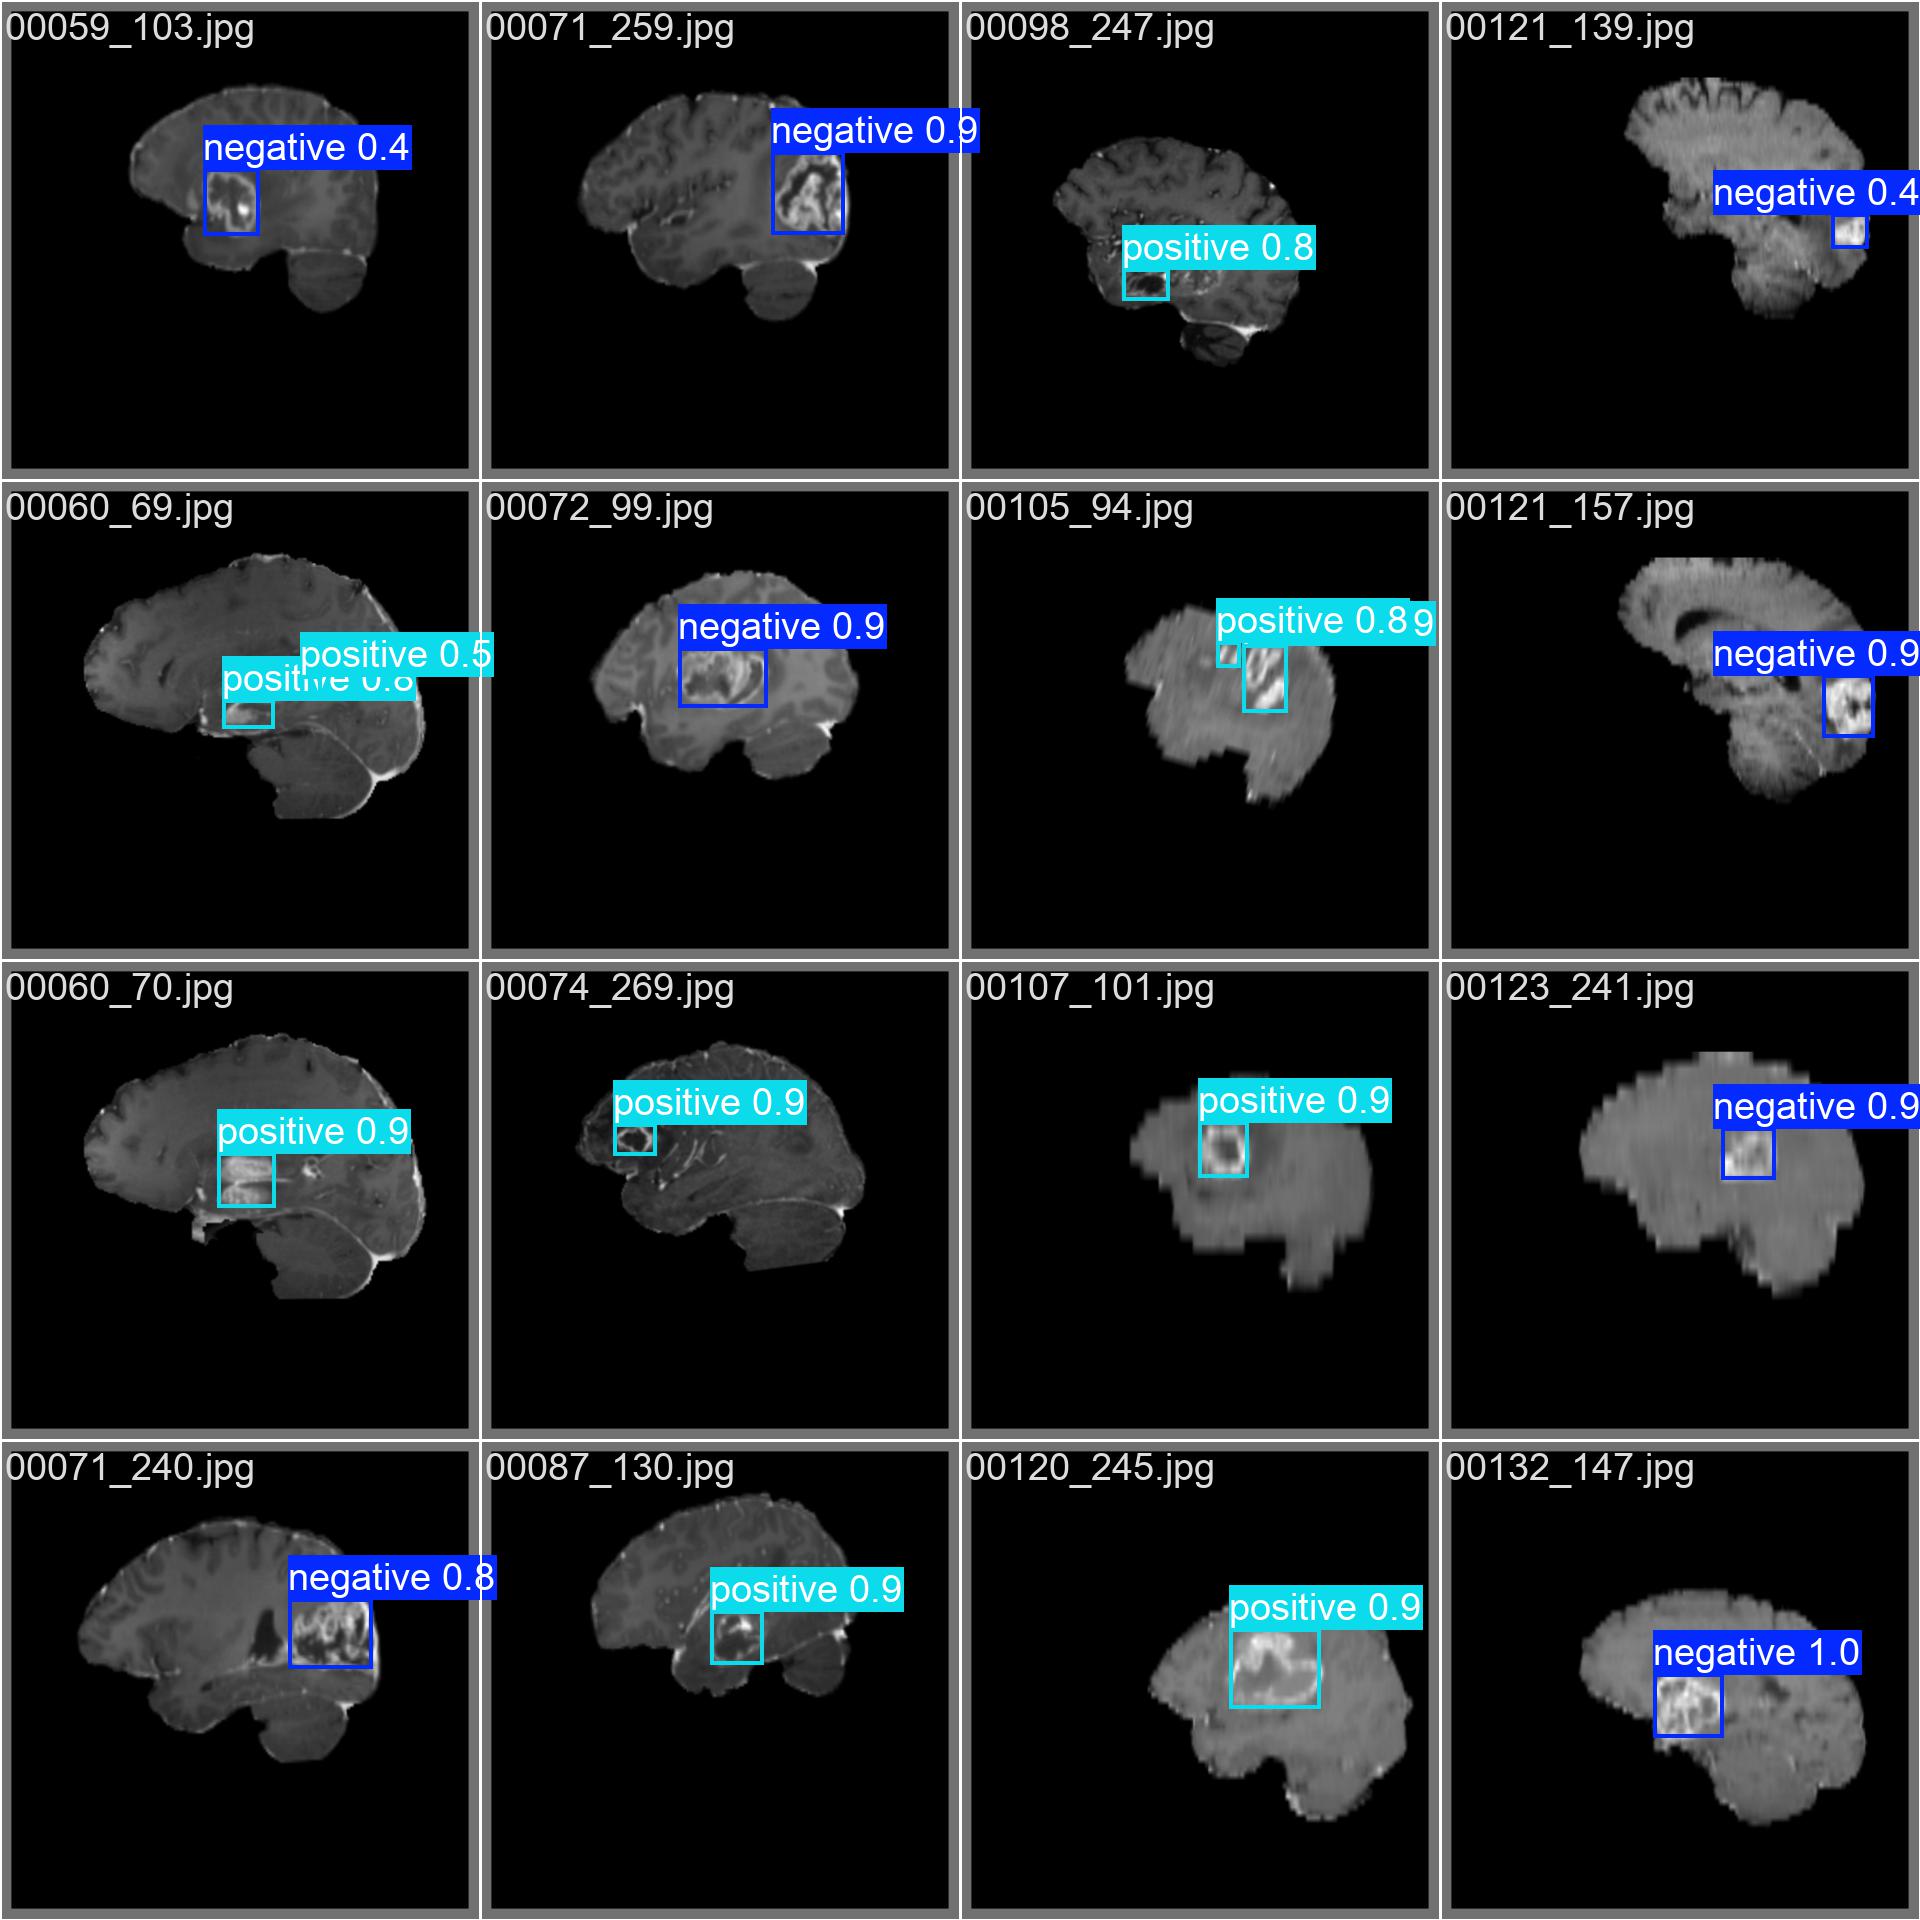 00059_103.jpg
negative 0.4
00071_259.jpg
negative 0.9
00098_247.jpg
positive 0.8
00121_139.jpg
negative 0.4
00060_69.jpg
positive 0.5
positive 0.8
00072_99.jpg
negative 0.9
00105_94.jpg
positive 0.8 9
00121_157.jpg
negative 0.9
00060_70.jpg
positive 0.9
00074_269.jpg
positive 0.9
00107_101.jpg
positive 0.9
00123_241.jpg
negative 0.9
00071_240.jpg
negative 0.8
00087_130.jpg
positive 0.9
00120_245.jpg
positive 0.9
00132_147.jpg
negative 1.0